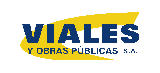 VIALES
Y OBRAS PÚBLICAS S.A.